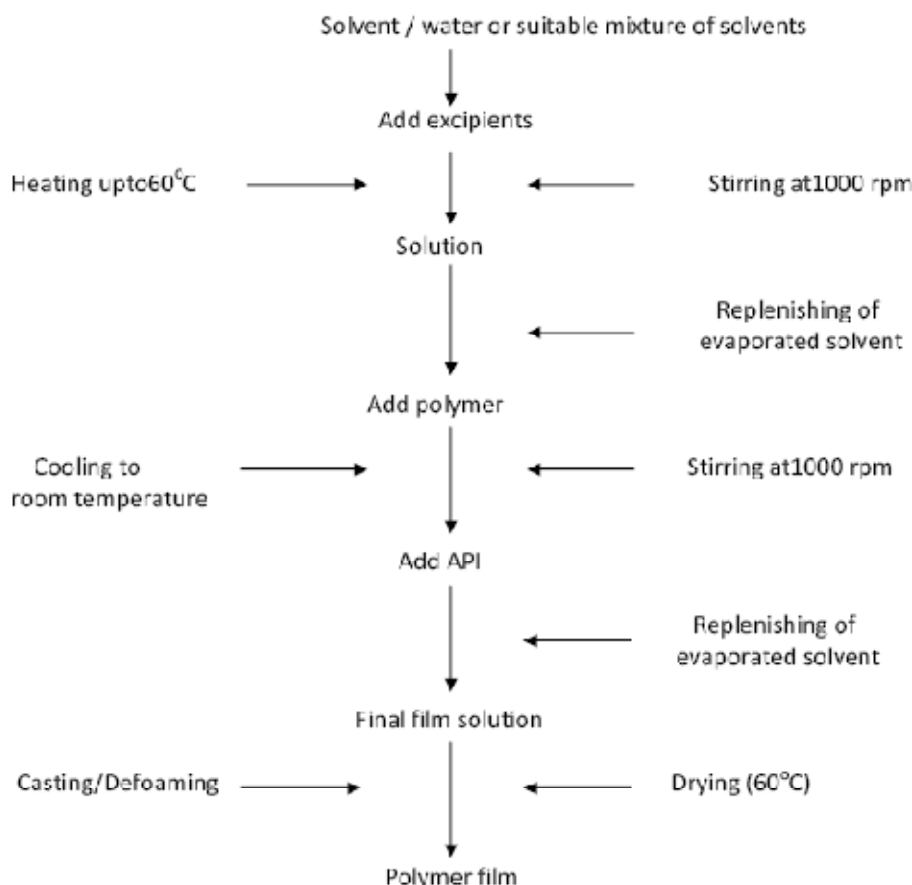 Solvent / water or suitable mixture of solvents
Add excipients
Heating upto60⁰C
Stirring at1000 rpm
Solution
Replenishing of
evaporated solvent
Add polymer
Cooling to
room temperature
Stirring at1000 rpm
Add API
Replenishing of
evaporated solvent
Final film solution
Casting/Defoaming
Drying (60°C)
Polymer film